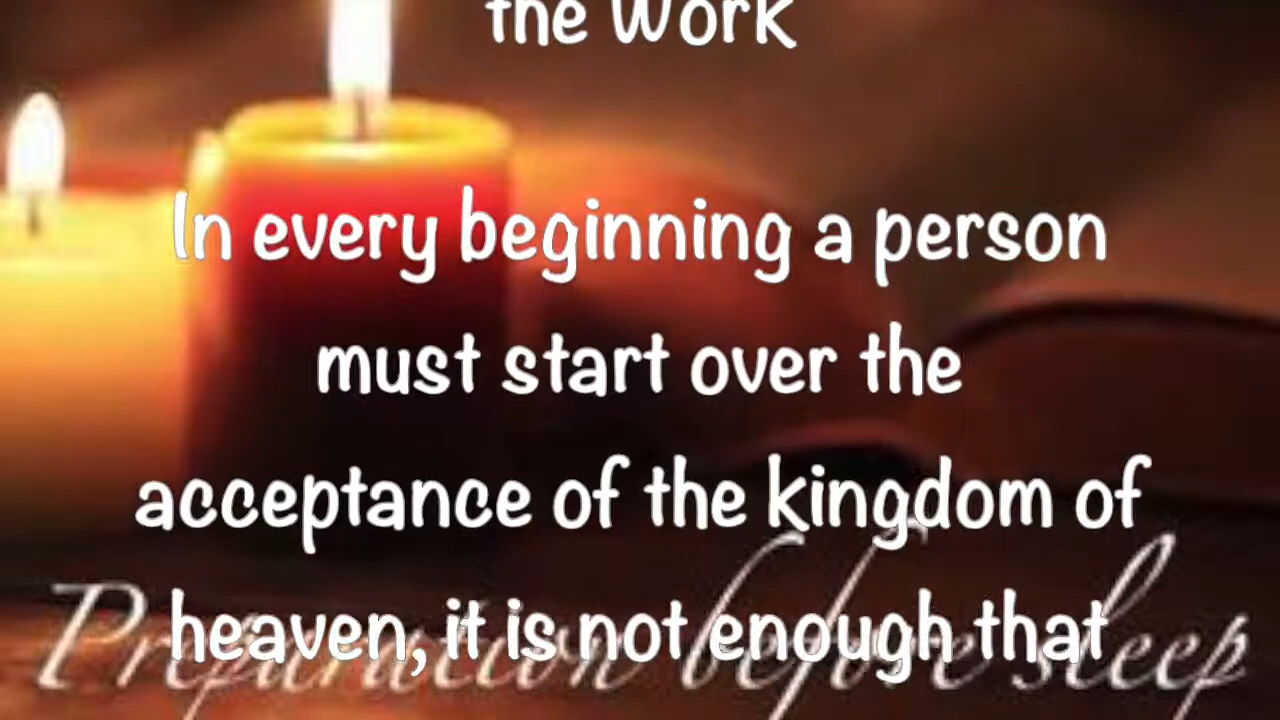 the Work
In every beginning a person
must start over the
acceptance of the kingdom of
heaven, it is not enough that
Preparation before sleep